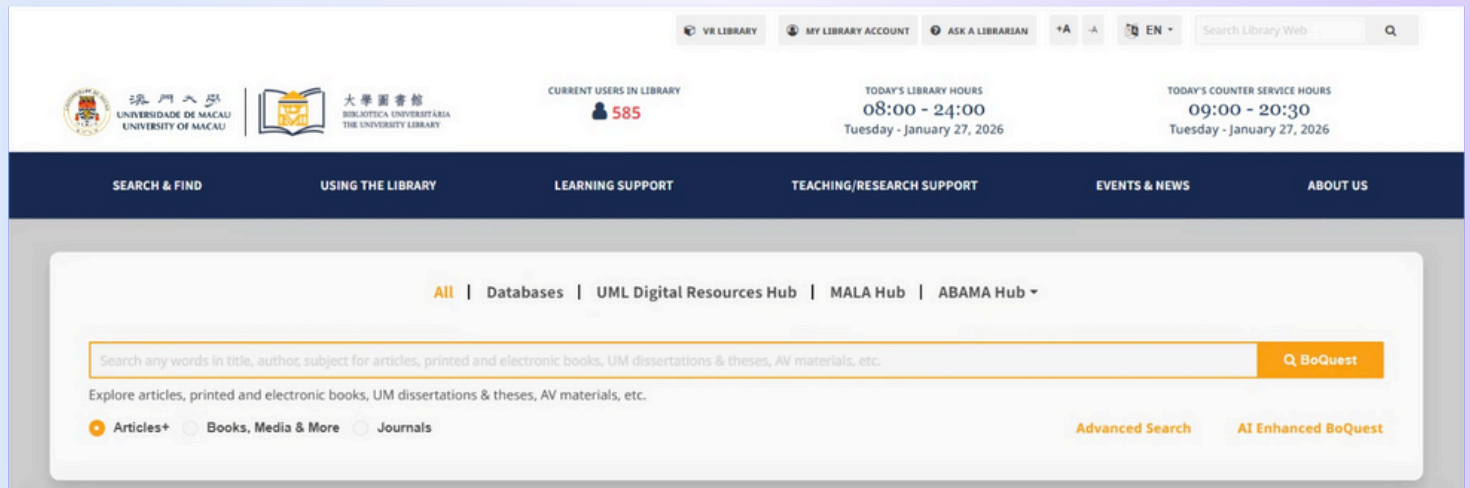 VR LIBRARY
MY LIBRARY ACCOUNT
ASK A LIBRARIAN
+A
-A
EN
Search Library Web
澳門大學
UNIVERSIDADE DE MACAU
UNIVERSITY OF MACAU
大學圖書館
BIBLIOTECA UNIVERSITÁRIA
THE UNIVERSITY LIBRARY
CURRENT USERS IN LIBRARY
585
TODAY'S LIBRARY HOURS
08:00 - 24:00
Tuesday - January 27, 2026
TODAY'S COUNTER SERVICE HOURS
09:00 - 20:30
Tuesday - January 27, 2026
SEARCH & FIND
USING THE LIBRARY
LEARNING SUPPORT
TEACHING/RESEARCH SUPPORT
EVENTS & NEWS
ABOUT US
All | Databases | UML Digital Resources Hub | MALA Hub | ABAMA Hub
Search any words in title, author, subject for articles, printed and electronic books, UM dissertations & theses, AV materials, etc.
BoQuest
Explore articles, printed and electronic books, UM dissertations & theses, AV materials, etc.
Articles+
Books, Media & More
Journals
Advanced Search
AI Enhanced BoQuest